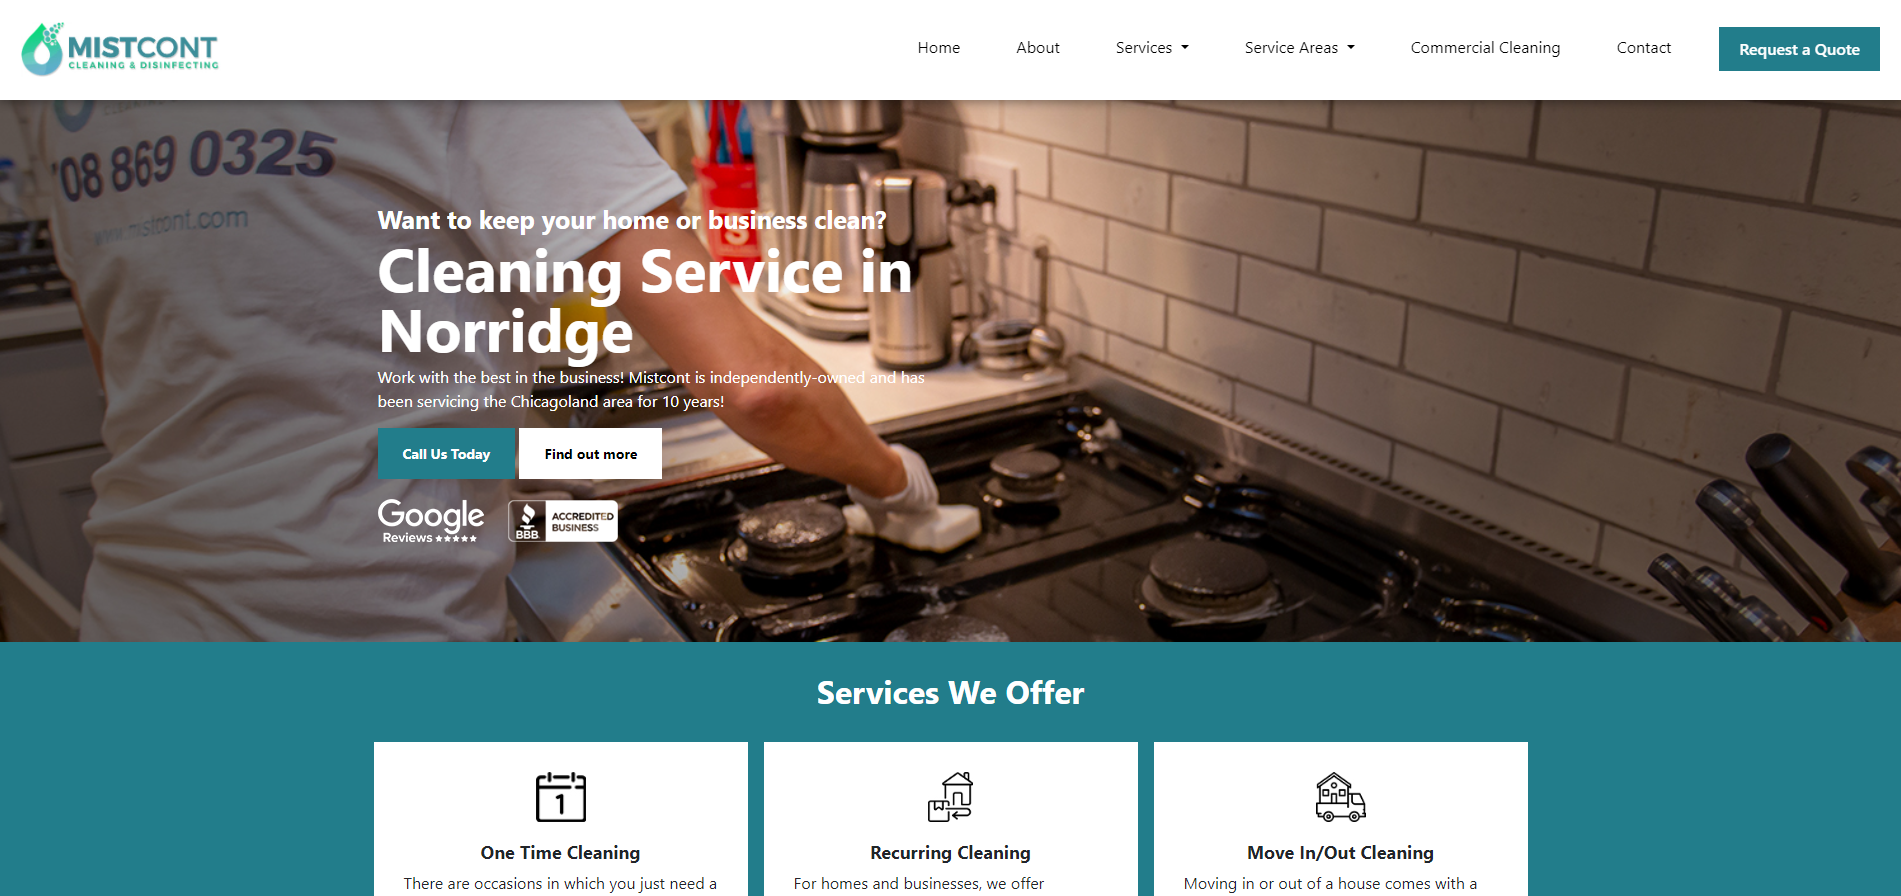 MISTCONT
CLEANING & DISINFECTING
Home
About
Services
Service Areas
Commercial Cleaning
Contact
Request a Quote
08 869 0325
www.mistcont.com
Want to keep your home or business clean?
Cleaning Service in
Norridge
Work with the best in the business! Mistcont is independently-owned and has
been servicing the Chicagoland area for 10 years!
Call Us Today
Find out more
Google
Reviews
BBB.
ACCREDITED
BUSINESS
Services We Offer
1
One Time Cleaning
There are occasions in which you just need a
Recurring Cleaning
For homes and businesses, we offer
Move In/Out Cleaning
Moving in or out of a house comes with a